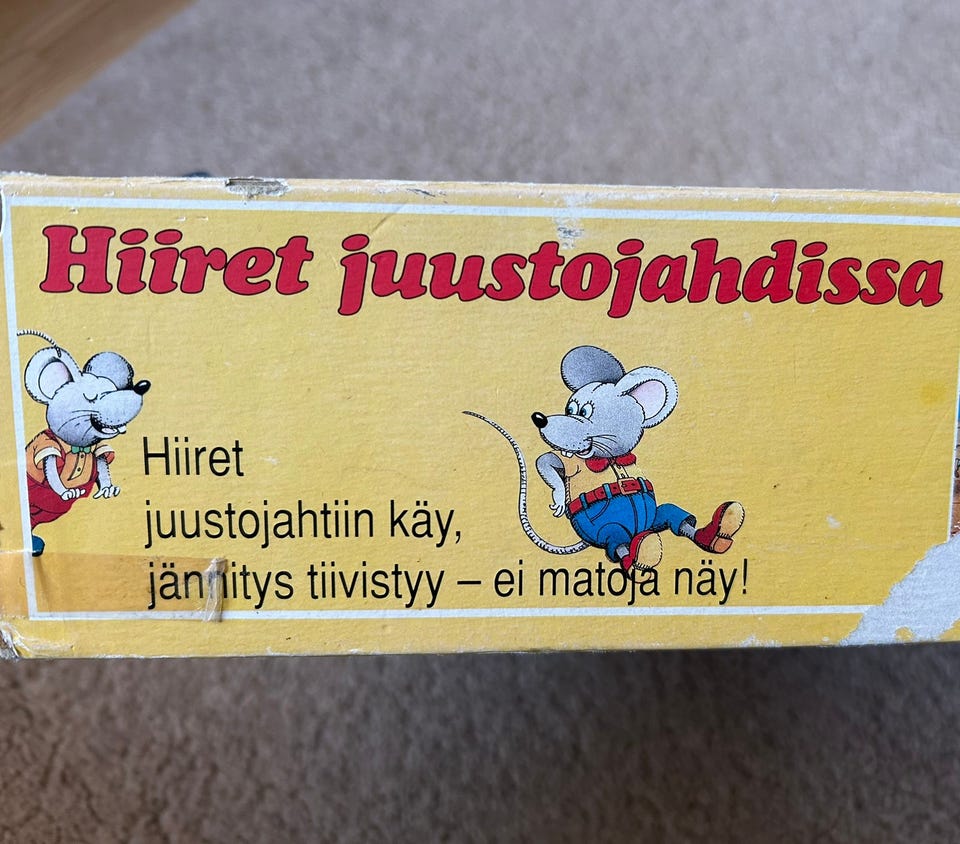 Hiiret juustojahdissa
Hiiret
juustojahtiin käy,
jännitys tiivistyy – ei matoja näy!